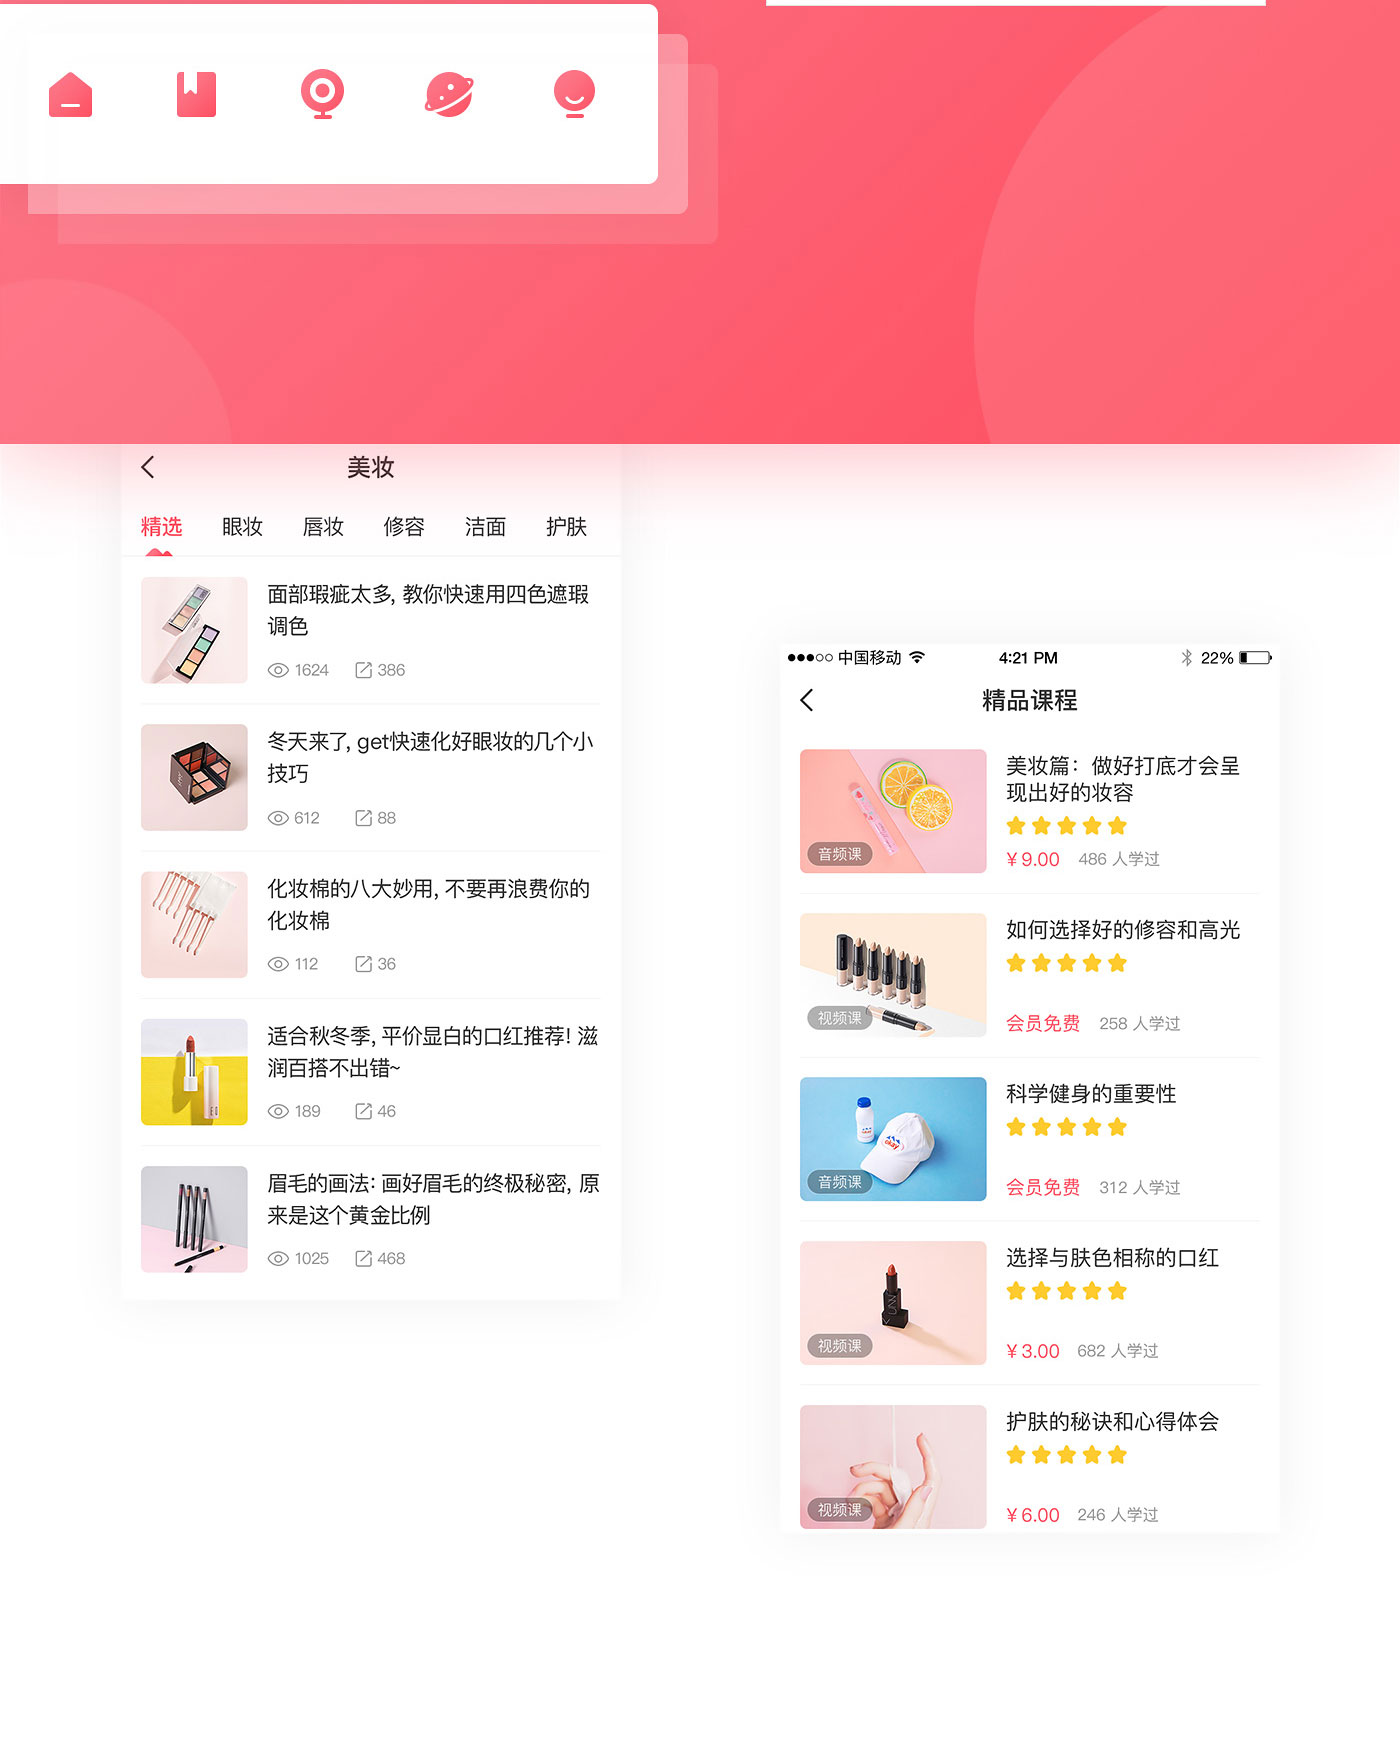 美妆
精选 眼妆 唇妆 修容 洁面 护肤
面部瑕疵太多, 教你快速用四色遮瑕
调色
1624 386
冬天来了, get快速化好眼妆的几个小
技巧
612 88
化妆棉的八大妙用, 不要再浪费你的
化妆棉
112 36
适合秋冬季, 平价显白的口红推荐! 滋
润百搭不出错~
189 46
眉毛的画法: 画好眉毛的终极秘密, 原
来是这个黄金比例
1025 468
中国移动 4:21 PM 22%
精品课程
美妆篇：做好打底才会呈
现出好的妆容
音频课
¥ 9.00 486 人学过
如何选择好的修容和高光
视频课
会员免费 258 人学过
科学健身的重要性
okay
音频课
会员免费 312 人学过
选择与肤色相称的口红
视频课
¥ 3.00 682 人学过
护肤的秘诀和心得体会
视频课
¥ 6.00 246 人学过